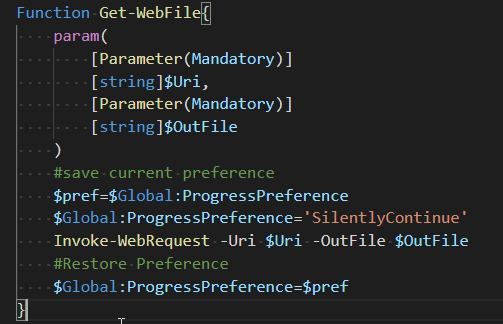 Function Get-WebFile{
    param(
        [Parameter(Mandatory)]
        [string]$Uri,
        [Parameter(Mandatory)]
        [string]$OutFile
    )
    #save current preference
    $pref=$Global:ProgressPreference
    $Global:ProgressPreference='SilentlyContinue'
    Invoke-WebRequest -Uri $Uri -OutFile $OutFile
    #Restore Preference
    $Global:ProgressPreference=$pref
}